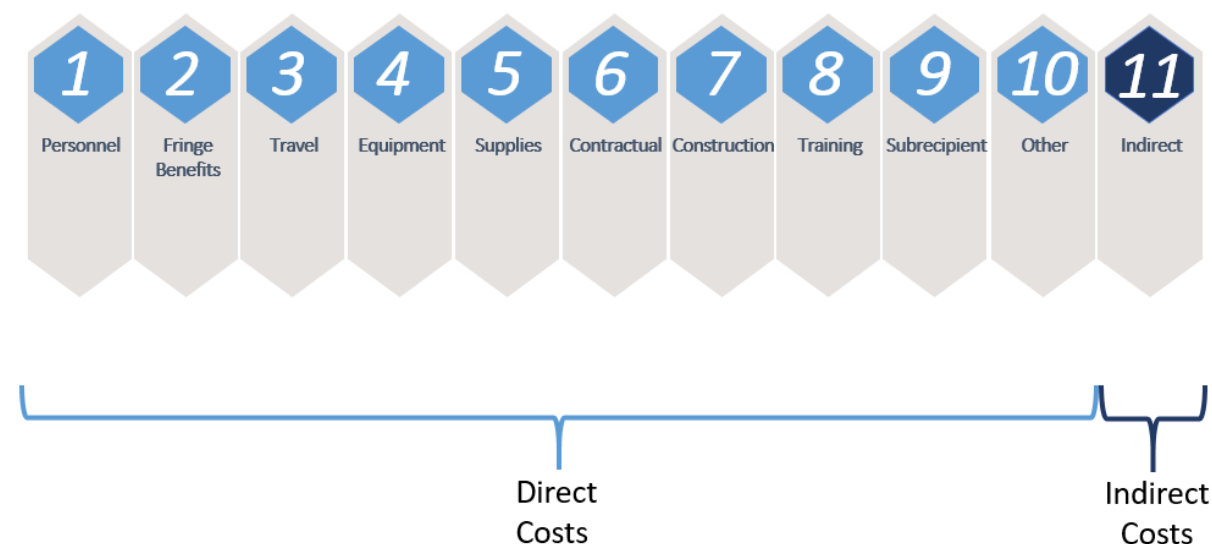 1 2 3 4 5 6 7 8 9 10 11
Personnel Fringe Travel Equipment Supplies Contractual Construction Training Subrecipient Other Indirect
Benefits
Direct Indirect
Costs Costs